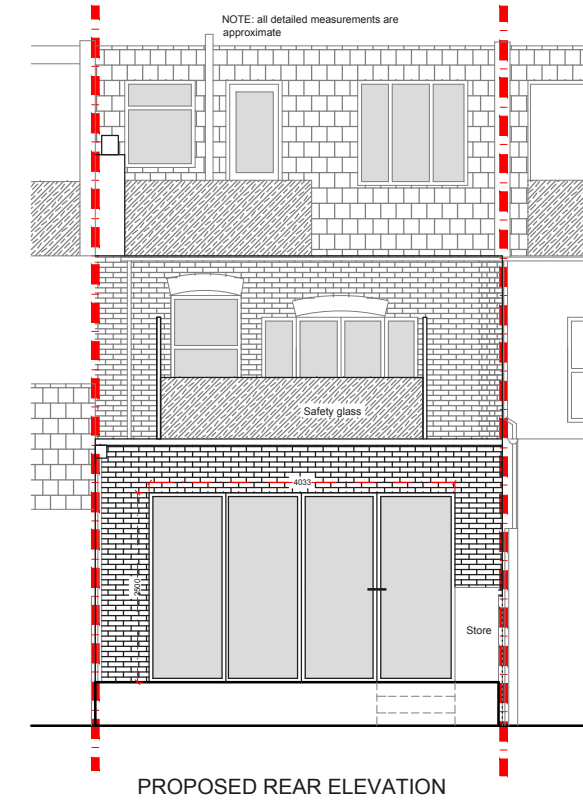 NOTE: all detailed measurements are
approximate
Safety glass
4033
2500
Store
PROPOSED REAR ELEVATION